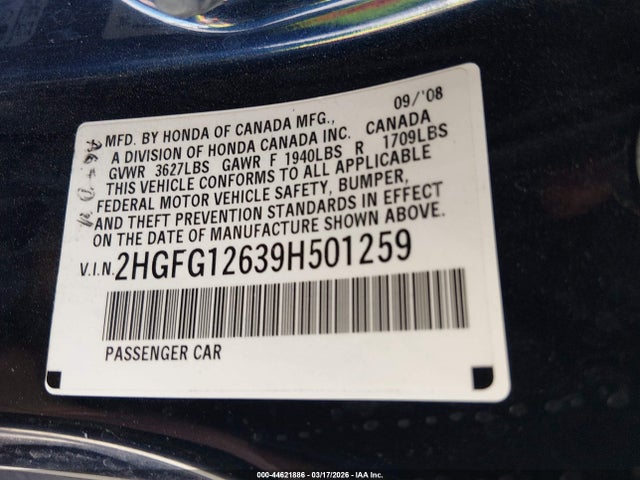 09/'08
MFD. BY HONDA OF CANADA MFG.,
A DIVISION OF HONDA CANADA INC. CANADA
GVWR 3627LBS GAWR F 1940LBS R 1709LBS
THIS VEHICLE CONFORMS TO ALL APPLICABLE
FEDERAL MOTOR VEHICLE SAFETY, BUMPER,
AND THEFT PREVENTION STANDARDS IN EFFECT
ON THE DATE OF MANUFACTURE SHOWN ABOVE.
V.I.N. 2HGFG12639H501259
PASSENGER CAR
000-44621886 - 03/17/2026 - IAA Inc.